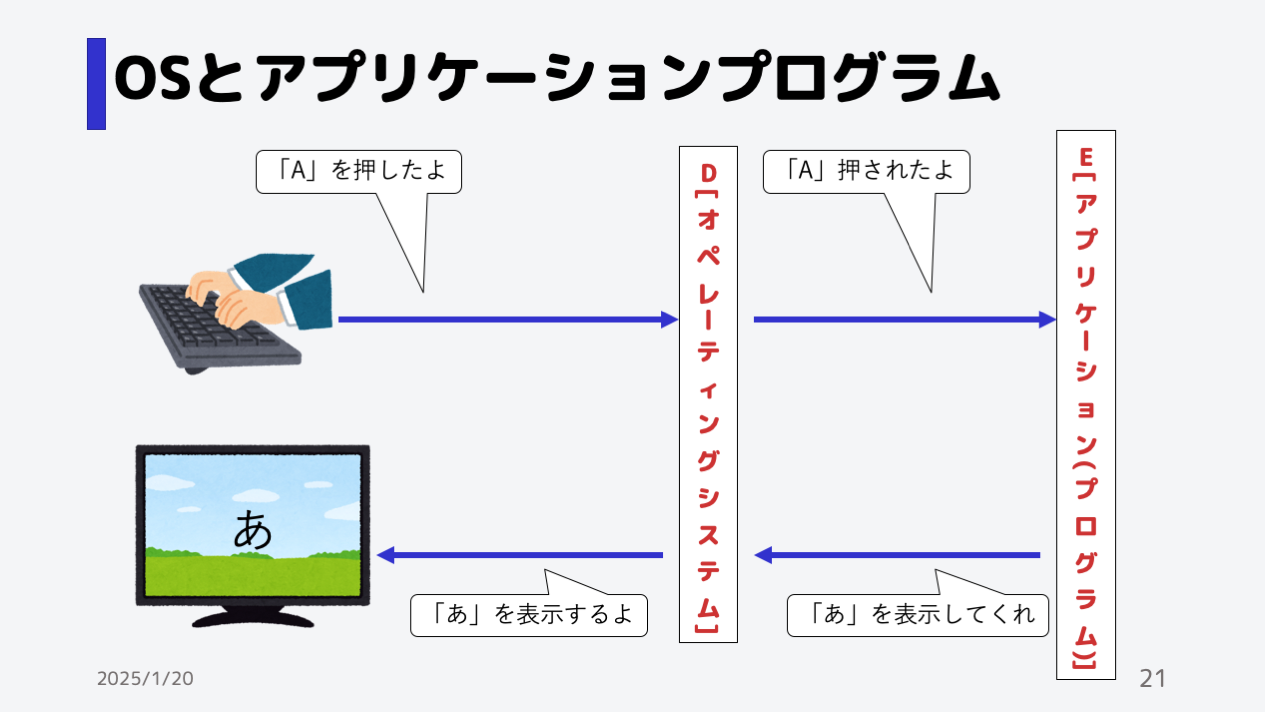 OSとアプリケーションプログラム
「A」を押したよ
「A」押されたよ
D[オペレーティングシステム]
E[アプリケーション(プログラム)]
あ
「あ」を表示するよ
「あ」を表示してくれ
2025/1/20
21